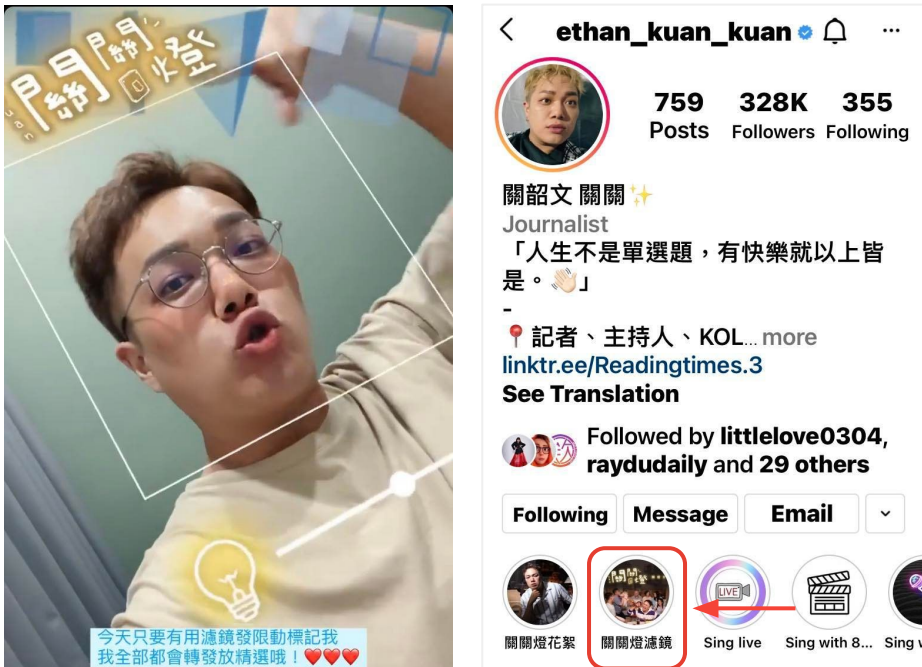 關關
關燈
uan
今天只要有用濾鏡發限動標記我
我全部都會轉發放精選哦！❤️❤️❤️
ethan_kuan_kuan
759 328K 355
Posts Followers Following
關韶文 關關✨
Journalist
「人生不是單選題，有快樂就以上皆
是。👋🏻」
-
📍記者、主持人、KOL... more
linktr.ee/Readingtimes.3
See Translation
Followed by littlelove0304,
raydudaily and 29 others
Following Message Email
LIVE
關關燈花絮 關關燈濾鏡 Sing live Sing with 8... Sing w